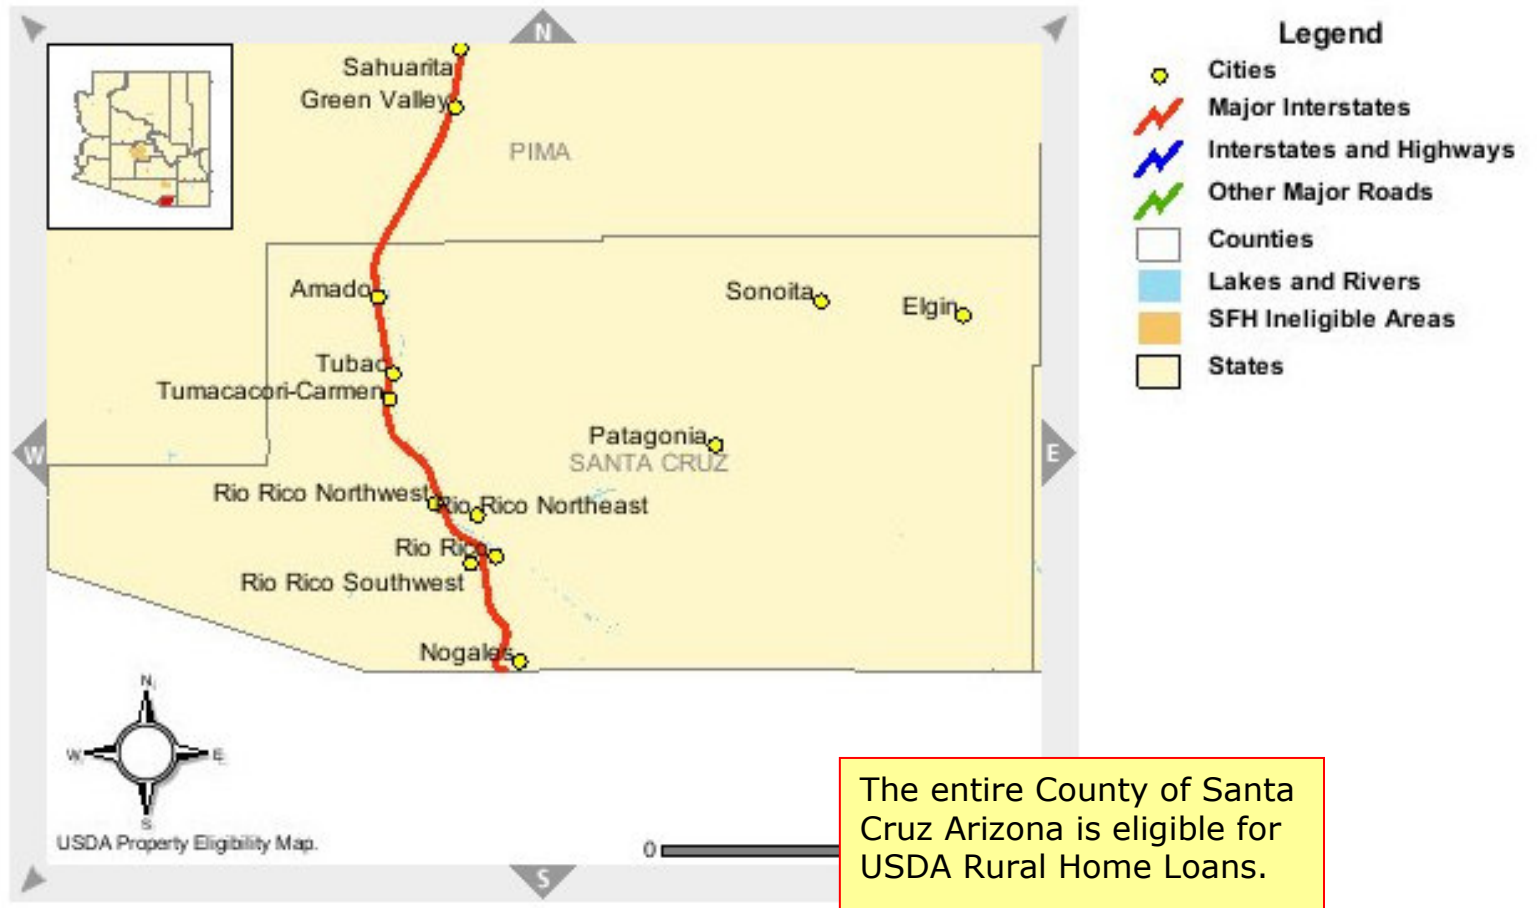 N
Sahuarita
Green Valley
PIMA
Amado
Sonoita
Elgin
Tubac
Tumacacori-Carmen
Patagonia
SANTA CRUZ
W
E
Rio Rico Northwest
Rio Rico Northeast
Rio Rico
Rio Rico Southwest
Nogales
N
W
E
S
USDA Property Eligibility Map.
0
S
Legend
Cities
Major Interstates
Interstates and Highways
Other Major Roads
Counties
Lakes and Rivers
SFH Ineligible Areas
States
The entire County of Santa
Cruz Arizona is eligible for
USDA Rural Home Loans.